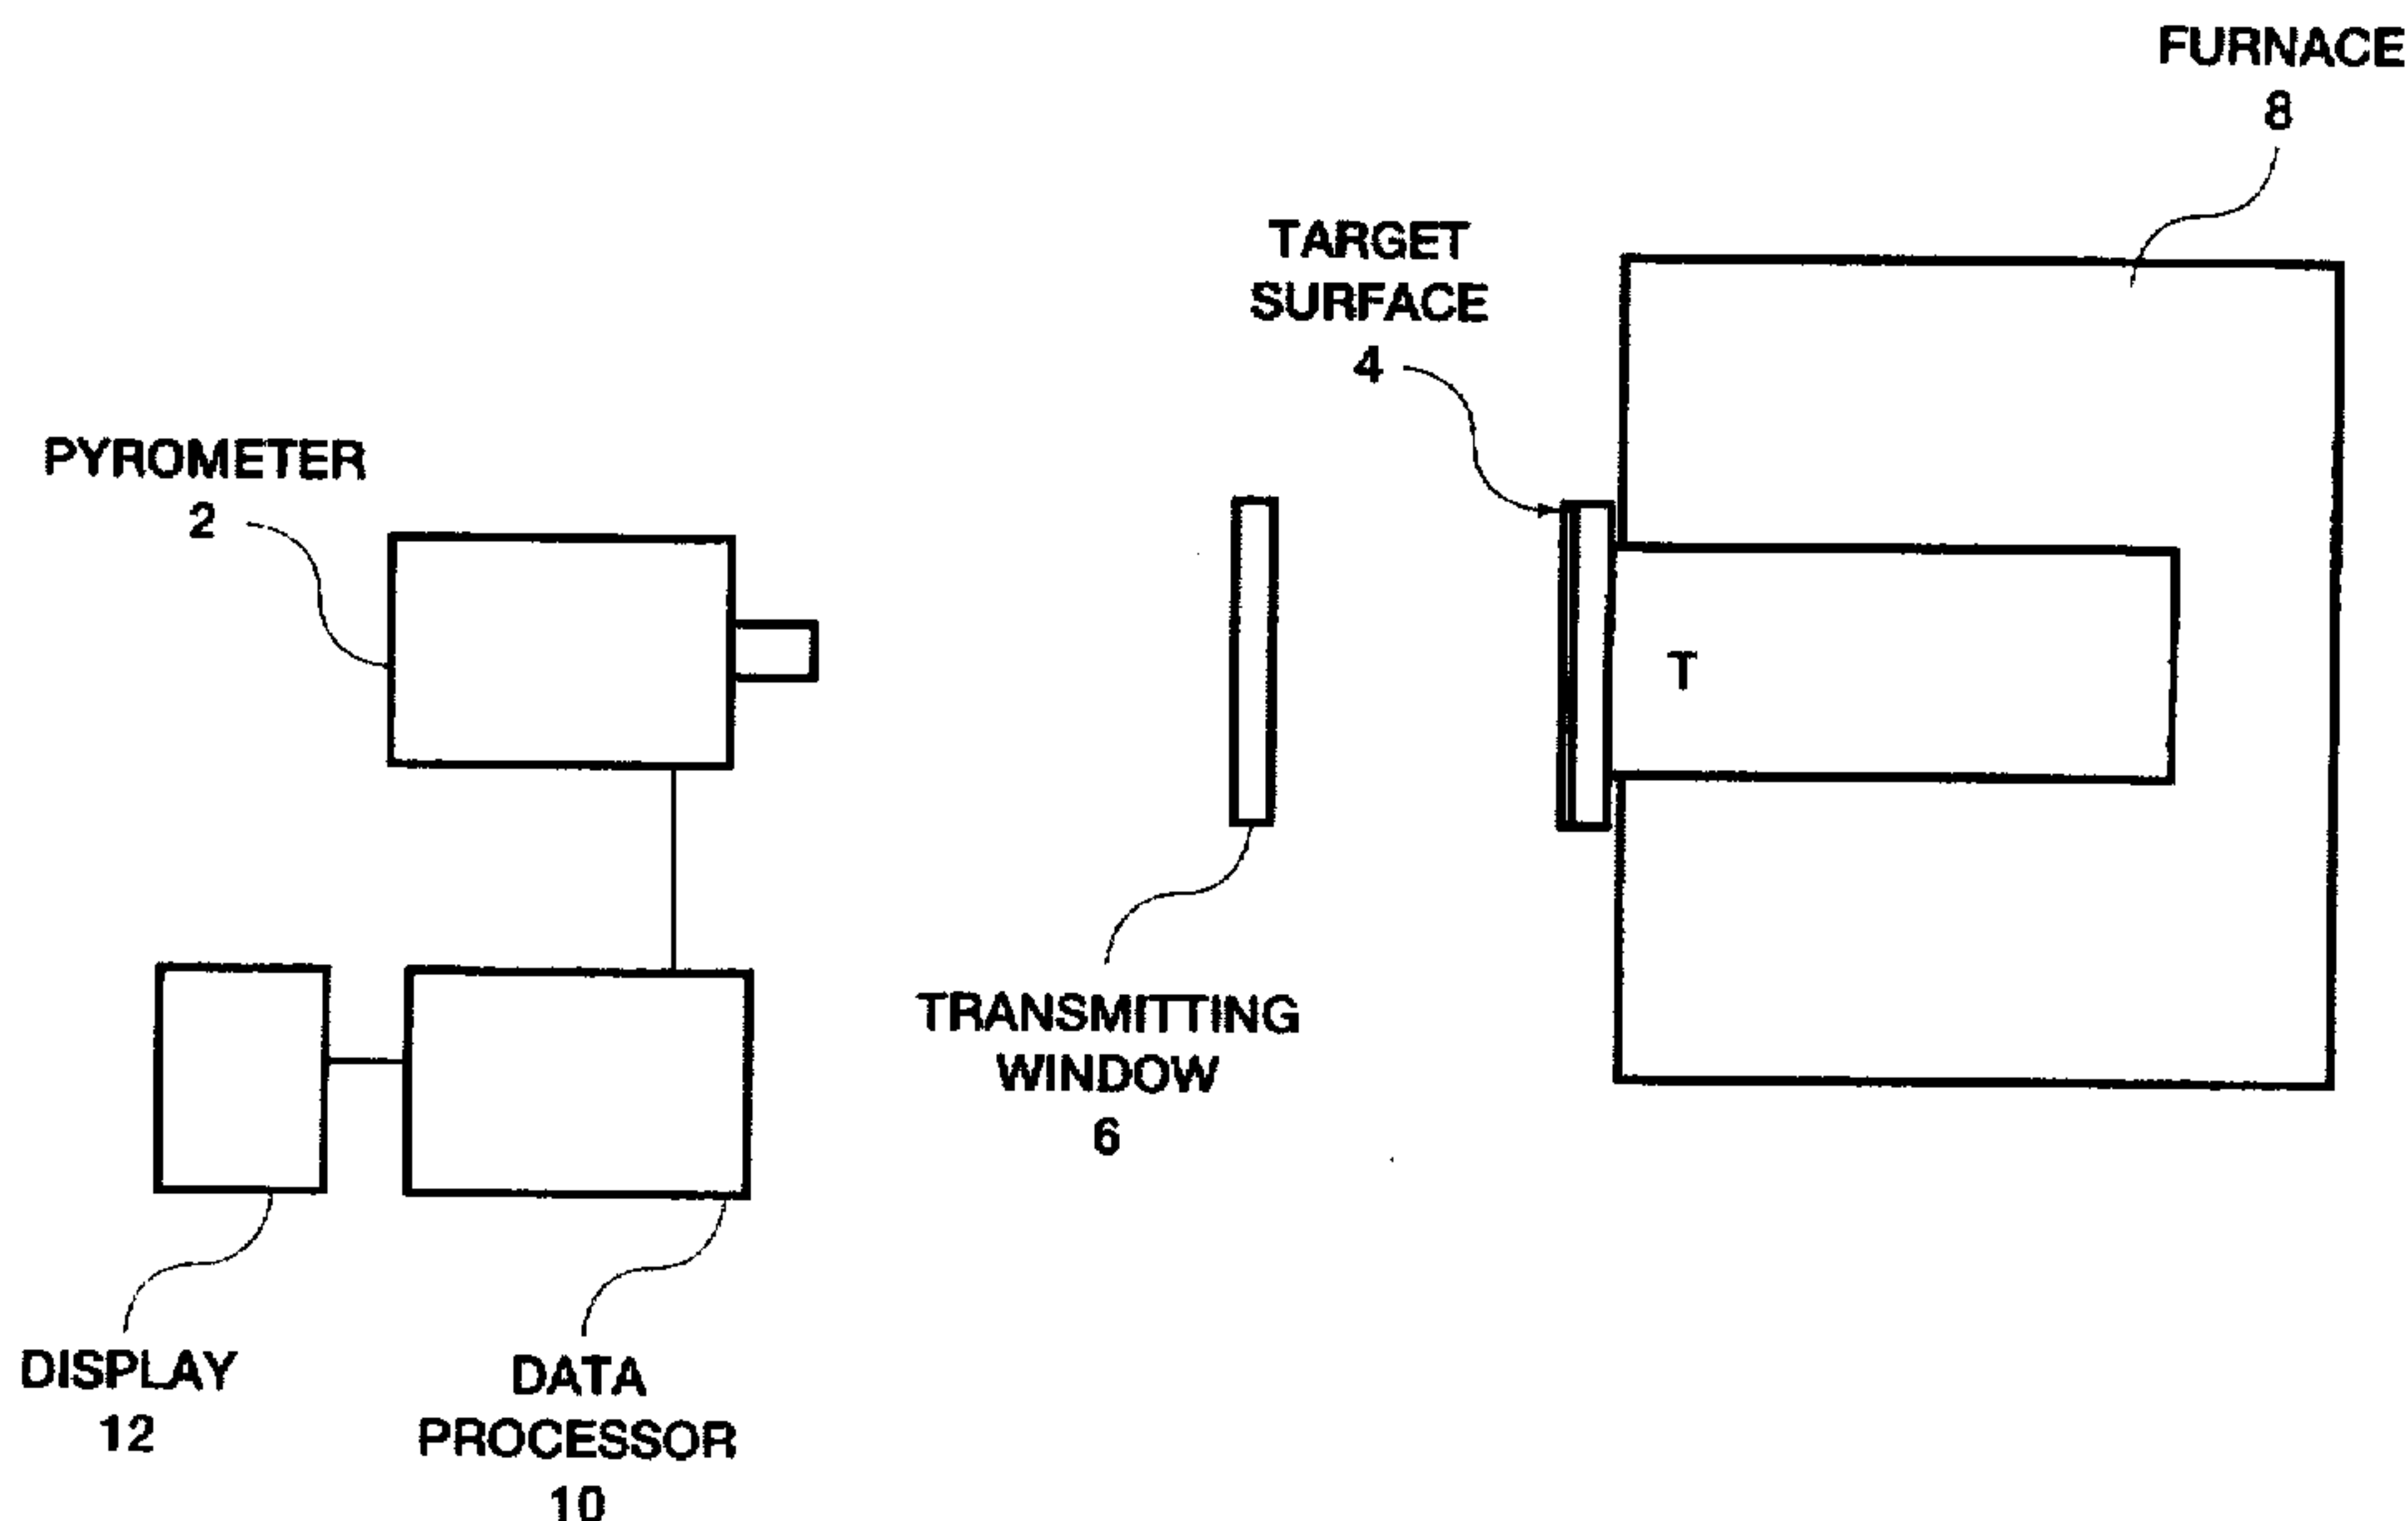 FURNACE
8
TARGET
SURFACE
4
PYROMETER
2
T
TRANSMITTING
WINDOW
6
DISPLAY
12
DATA
PROCESSOR
10